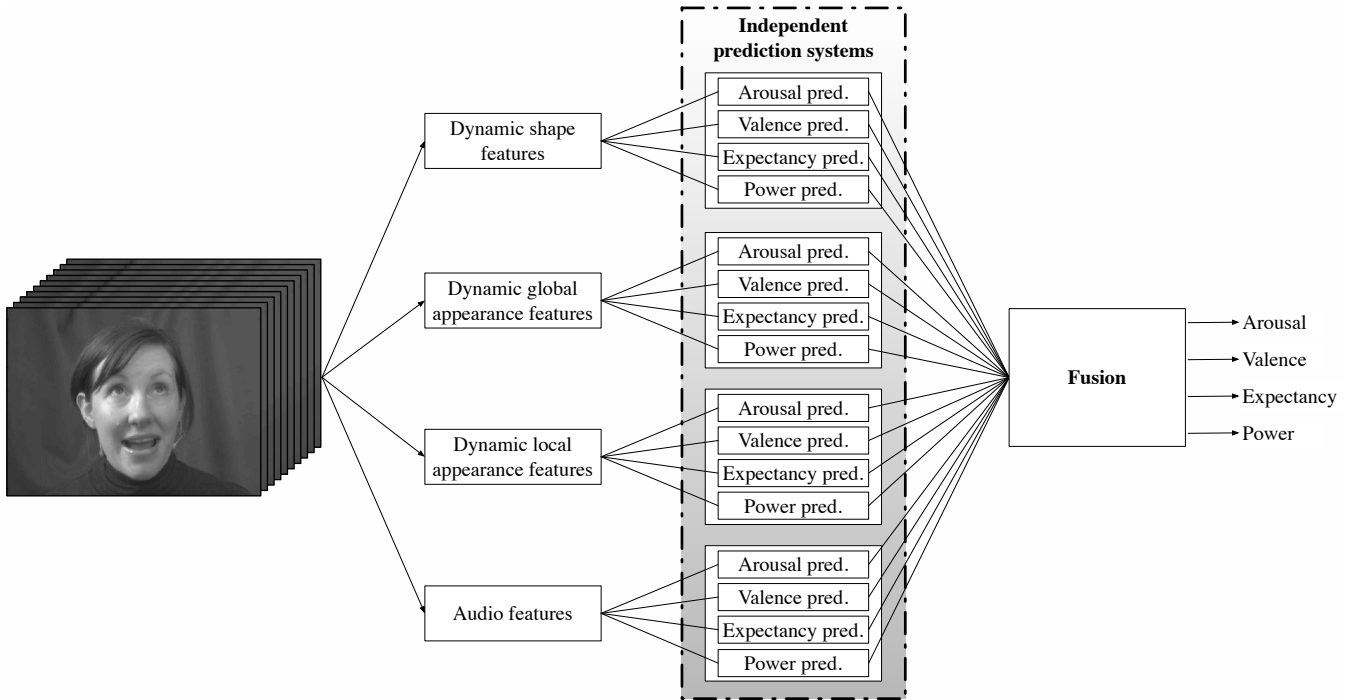 Independent
prediction systems
Arousal pred.
Valence pred.
Expectancy pred.
Power pred.
Dynamic shape
features
Arousal pred.
Valence pred.
Expectancy pred.
Power pred.
Dynamic global
appearance features
Arousal pred.
Valence pred.
Expectancy pred.
Power pred.
Dynamic local
appearance features
Arousal pred.
Valence pred.
Expectancy pred.
Power pred.
Audio features
Fusion
Arousal
Valence
Expectancy
Power